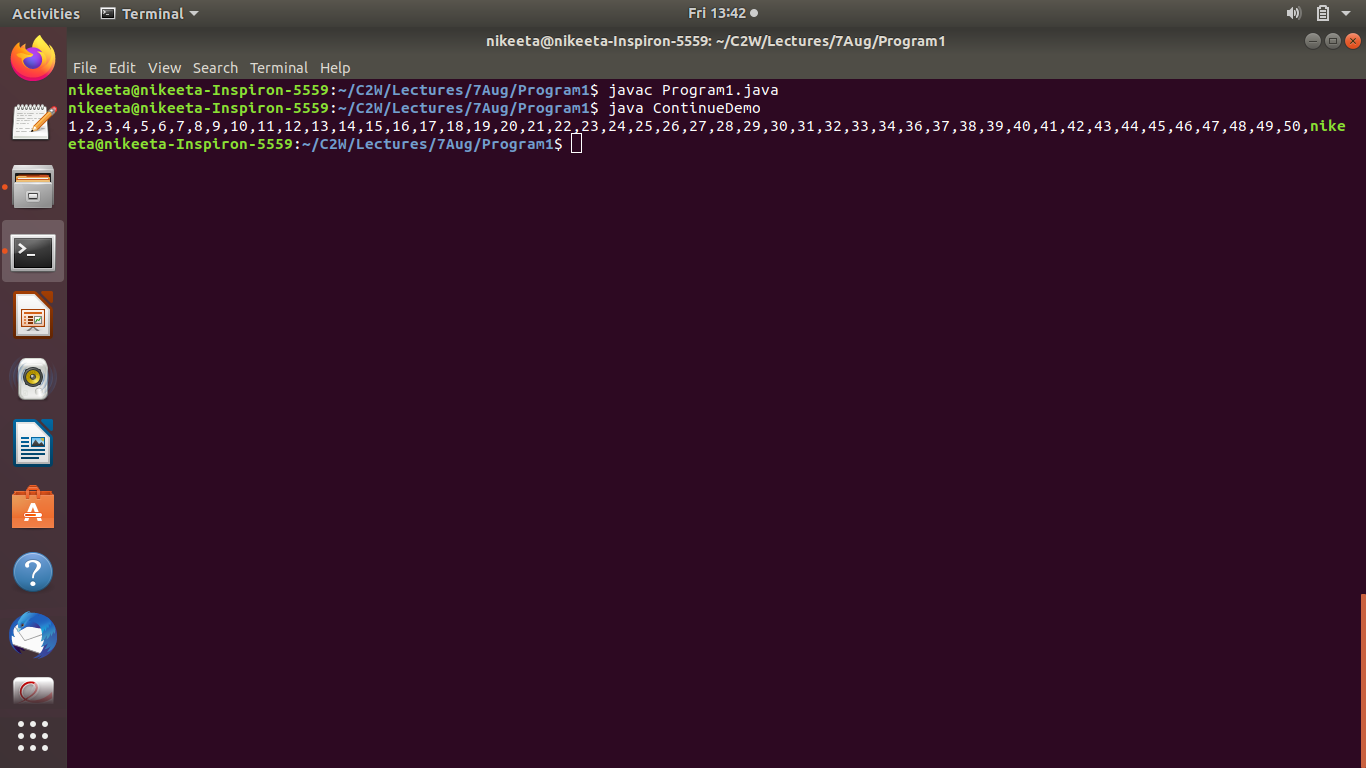 Activities Terminal Fri 13:42
nikeeta@nikeeta-Inspiron-5559: ~/C2W/Lectures/7Aug/Program1
File Edit View Search Terminal Help
nikeeta@nikeeta-Inspiron-5559:~/C2W/Lectures/7Aug/Program1$ javac Program1.java
nikeeta@nikeeta-Inspiron-5559:~/C2W/Lectures/7Aug/Program1$ java ContinueDemo
1,2,3,4,5,6,7,8,9,10,11,12,13,14,15,16,17,18,19,20,21,22,23,24,25,26,27,28,29,30,31,32,33,34,36,37,38,39,40,41,42,43,44,45,46,47,48,49,50,nike
eta@nikeeta-Inspiron-5559:~/C2W/Lectures/7Aug/Program1$